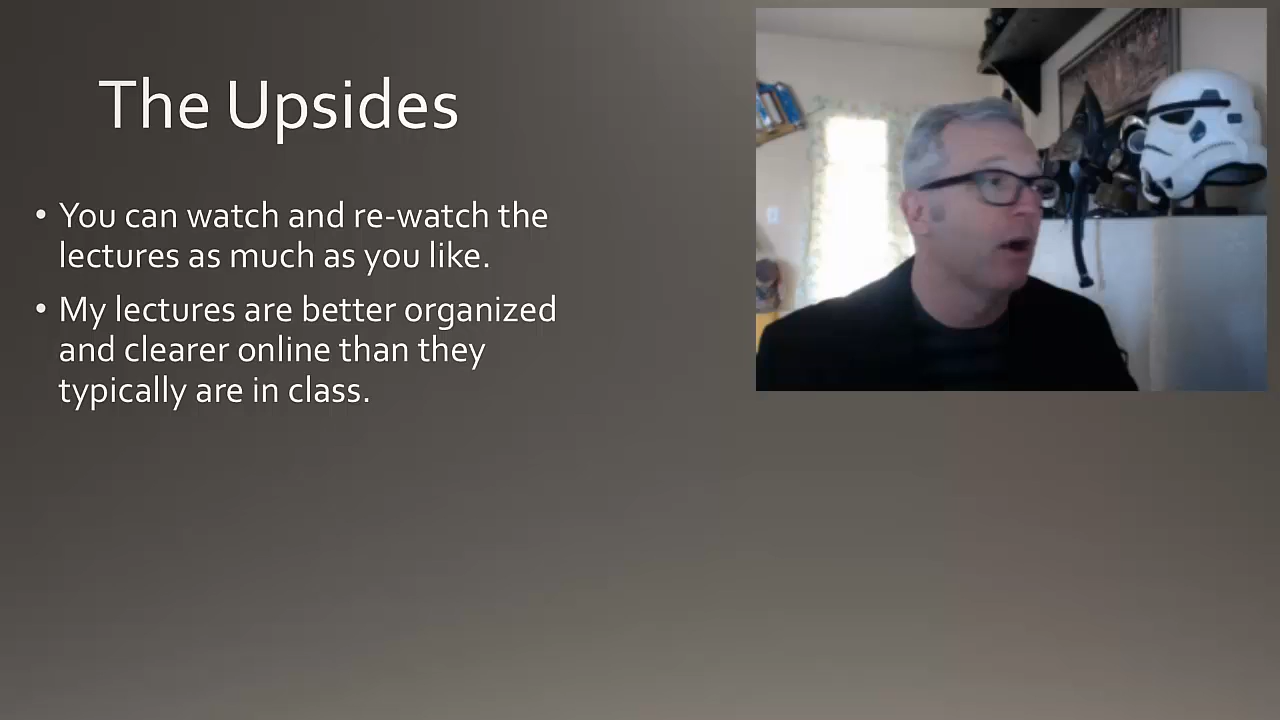 The Upsides
• You can watch and re-watch the
lectures as much as you like.
• My lectures are better organized
and clearer online than they
typically are in class.